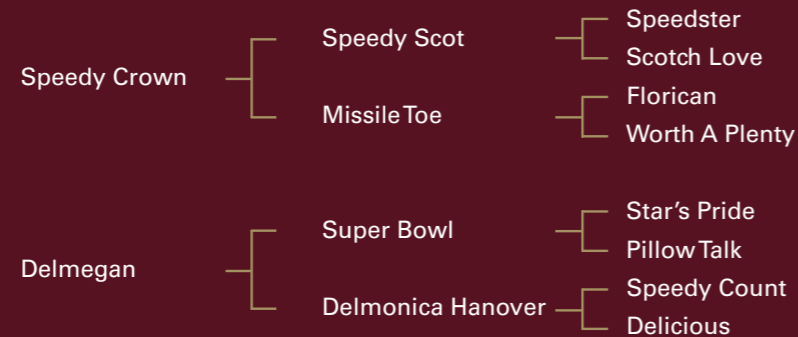 Speedy Crown
Speedy Scot
Speedster
Scotch Love
Missile Toe
Florican
Worth A Plenty
Delmegan
Super Bowl
Star's Pride
Pillow Talk
Delmonica Hanover
Speedy Count
Delicious